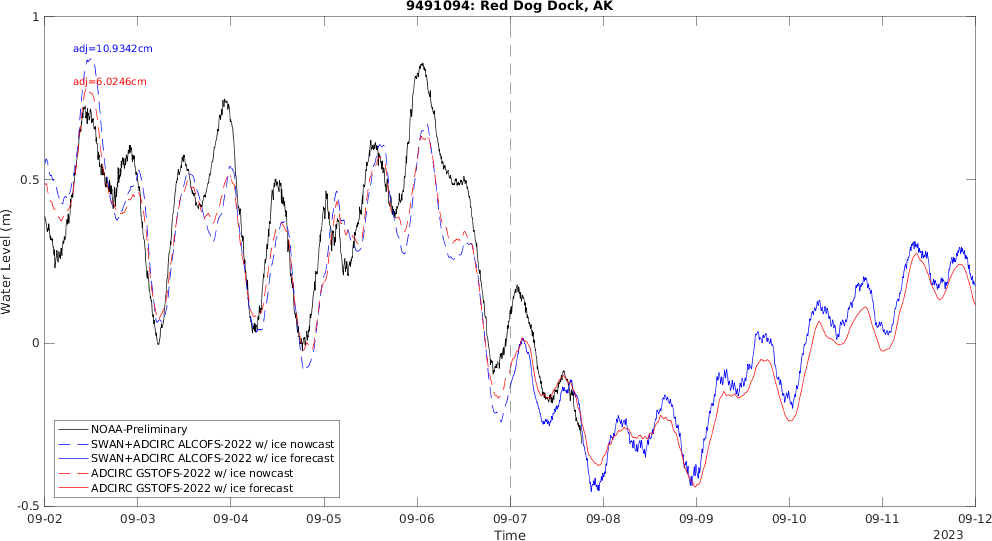 9491094: Red Dog Dock, AK
adj=10.9342cm
adj=6.0246cm
Water Level (m)
1
0.5
0
-0.5
NOAA-Preliminary
SWAN+ADCIRC ALCOFS-2022 w/ ice nowcast
SWAN+ADCIRC ALCOFS-2022 w/ ice forecast
ADCIRC GSTOFS-2022 w/ ice nowcast
ADCIRC GSTOFS-2022 w/ ice forecast
09-02 09-03 09-04 09-05 09-06 09-07 09-08 09-09 09-10 09-11 09-12
Time
2023